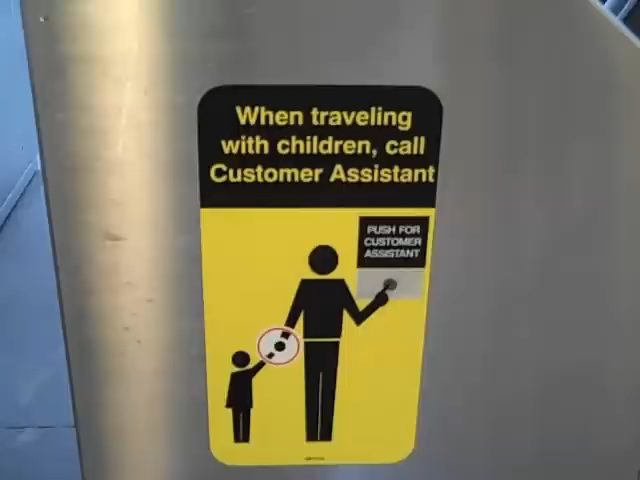 When traveling
with children, call
Customer Assistant
PUSH FOR
CUSTOMER
ASSISTANT